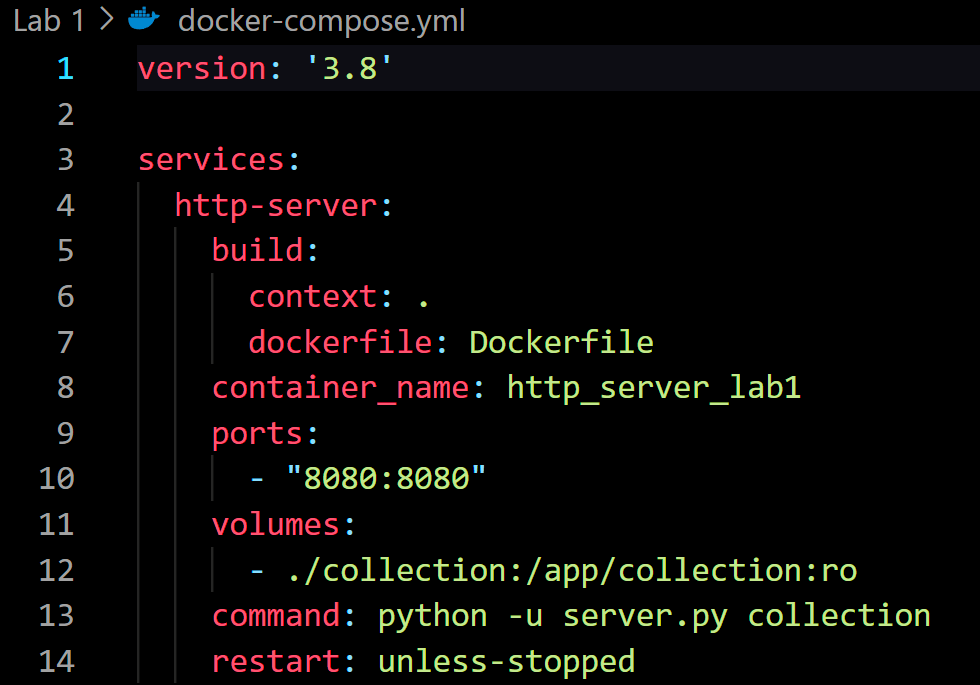 Lab 1 > docker-compose.yml
1 version: '3.8'
2
3 services:
4   http-server:
5     build:
6       context: .
7       dockerfile: Dockerfile
8     container_name: http_server_lab1
9     ports:
10       - "8080:8080"
11     volumes:
12       - ./collection:/app/collection:ro
13     command: python -u server.py collection
14     restart: unless-stopped